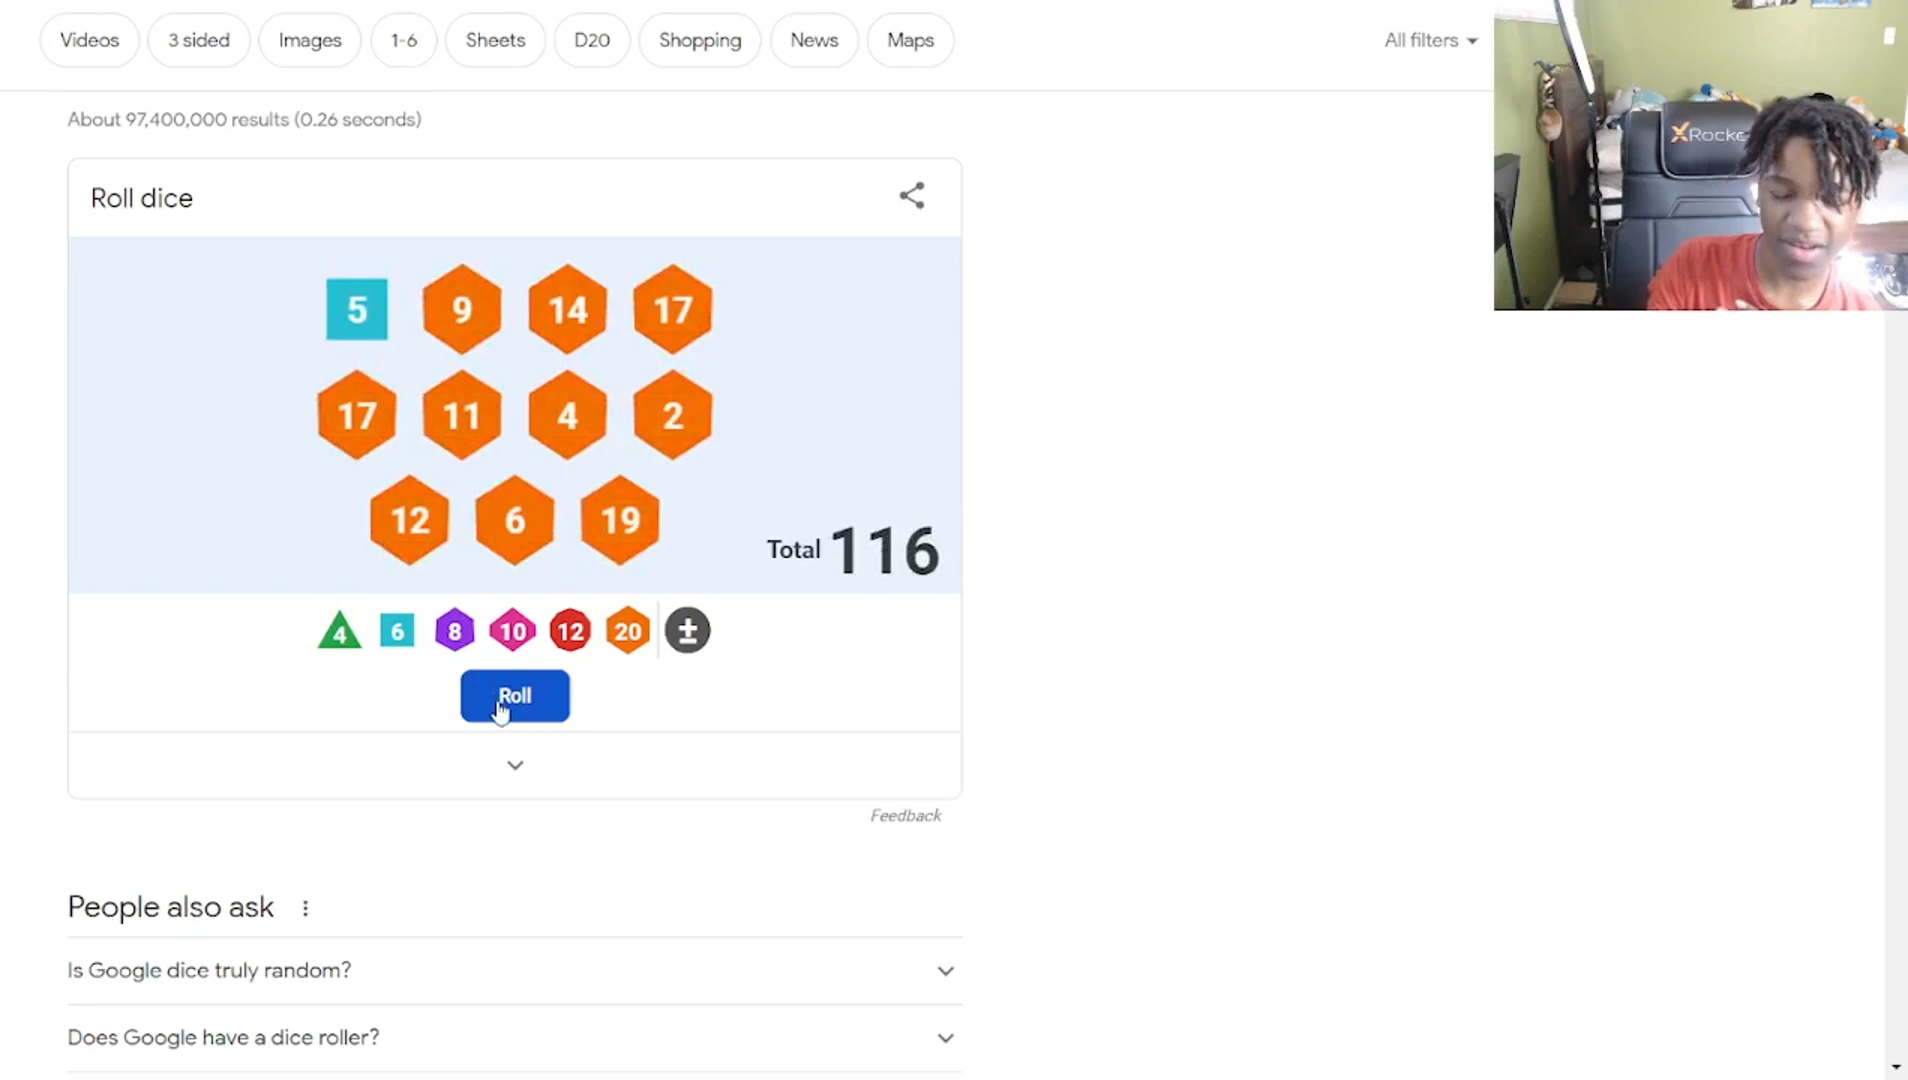 Videos 3 sided Images 1-6 Sheets D20 Shopping News Maps All filters
About 97,400,000 results (0.26 seconds)
Roll dice
5 9 14 17
17 11 4 2
12 6 19
Total 116
4 6 8 10 12 20 ±
Roll
Feedback
People also ask
Is Google dice truly random?
Does Google have a dice roller?